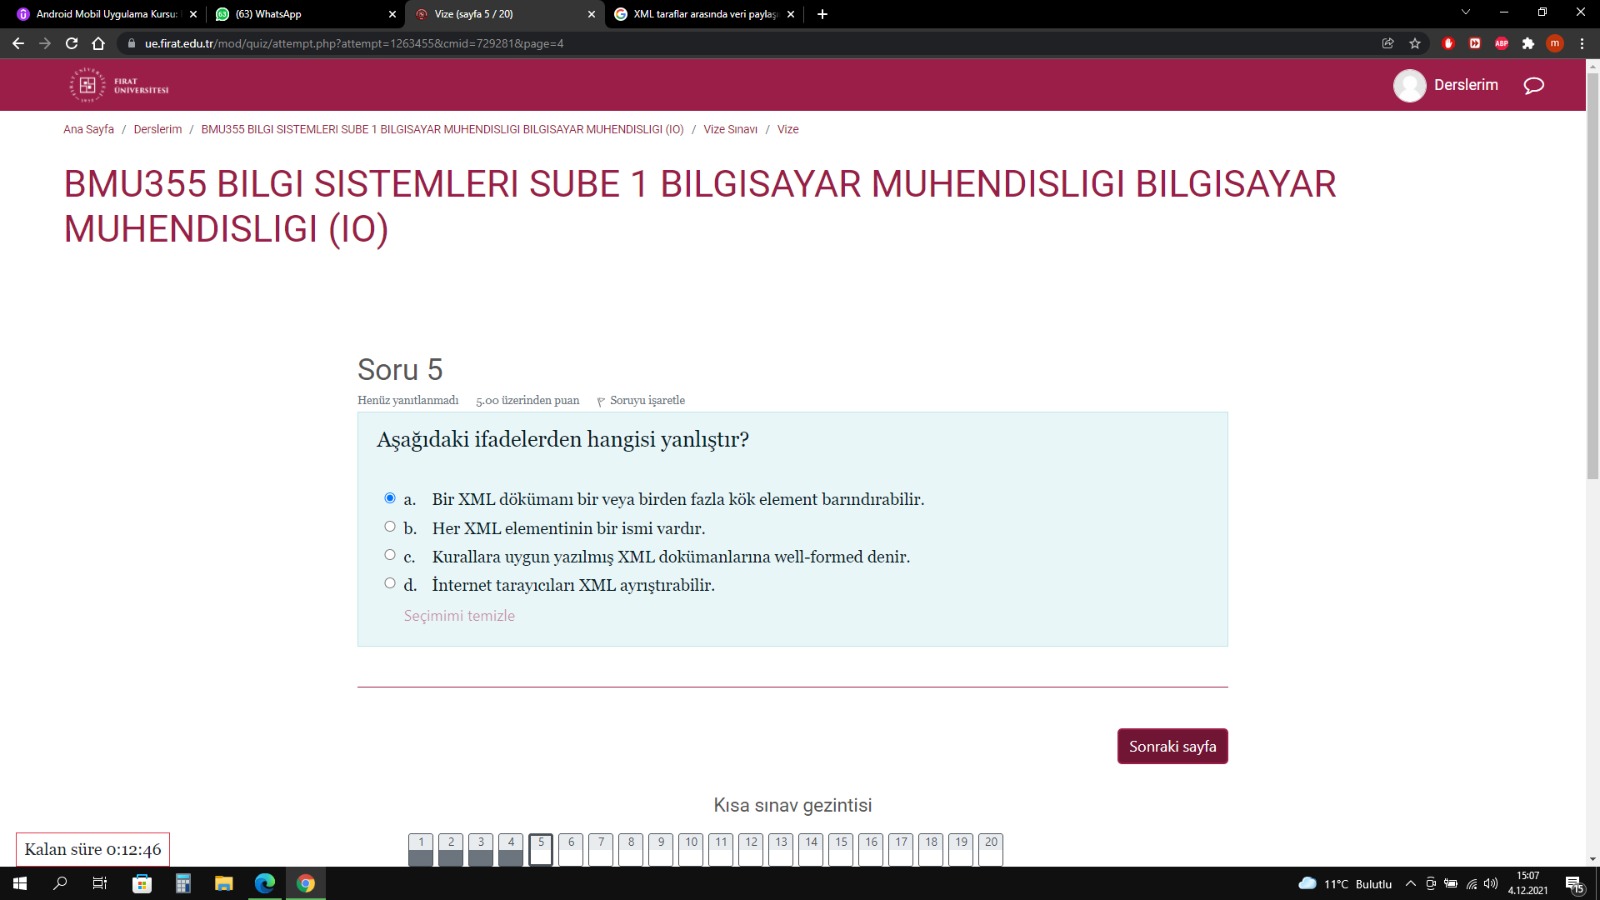 Android Mobil Uygulama Kursu:
(63) WhatsApp
Vize (sayfa 5 / 20)
XML taraflar arasında veri paylaşı
ue.firat.edu.tr/mod/quiz/attempt.php?attempt=1263455&cmid=729281&page=4
ABP
m
FIRAT
ÜNİVERSİTESİ
Derslerim
Ana Sayfa / Derslerim / BMU355 BILGI SISTEMLERI SUBE 1 BILGISAYAR MUHENDISLIGI BILGISAYAR MUHENDISLIGI (IO) / Vize Sınavı / Vize
BMU355 BILGI SISTEMLERI SUBE 1 BILGISAYAR MUHENDISLIGI BILGISAYAR
MUHENDISLIGI (IO)
Soru 5
Henüz yanıtlanmadı 5.00 üzerinden puan Soruyu işaretle
Aşağıdaki ifadelerden hangisi yanlıştır?
a. Bir XML dökümanı bir veya birden fazla kök element barındırabilir.
b. Her XML elementinin bir ismi vardır.
c. Kurallara uygun yazılmış XML dokümanlarına well-formed denir.
d. İnternet tarayıcıları XML ayrıştırabilir.
Seçimimi temizle
Sonraki sayfa
Kısa sınav gezintisi
1 2 3 4 5 6 7 8 9 10 11 12 13 14 15 16 17 18 19 20
Kalan süre 0:12:46
11°C Bulutlu
15:07
4.12.2021
15